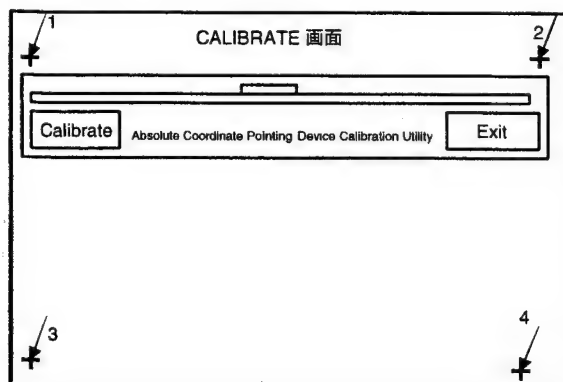 1
CALIBRATE 画面
2
Calibrate
Absolute Coordinate Pointing Device Calibration Utility
Exit
3
4